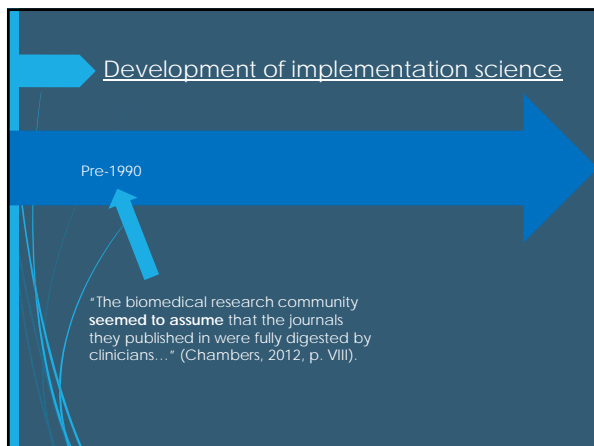 Development of implementation science
Pre-1990
“The biomedical research community
seemed to assume that the journals
they published in were fully digested by
clinicians…” (Chambers, 2012, p. VIII).